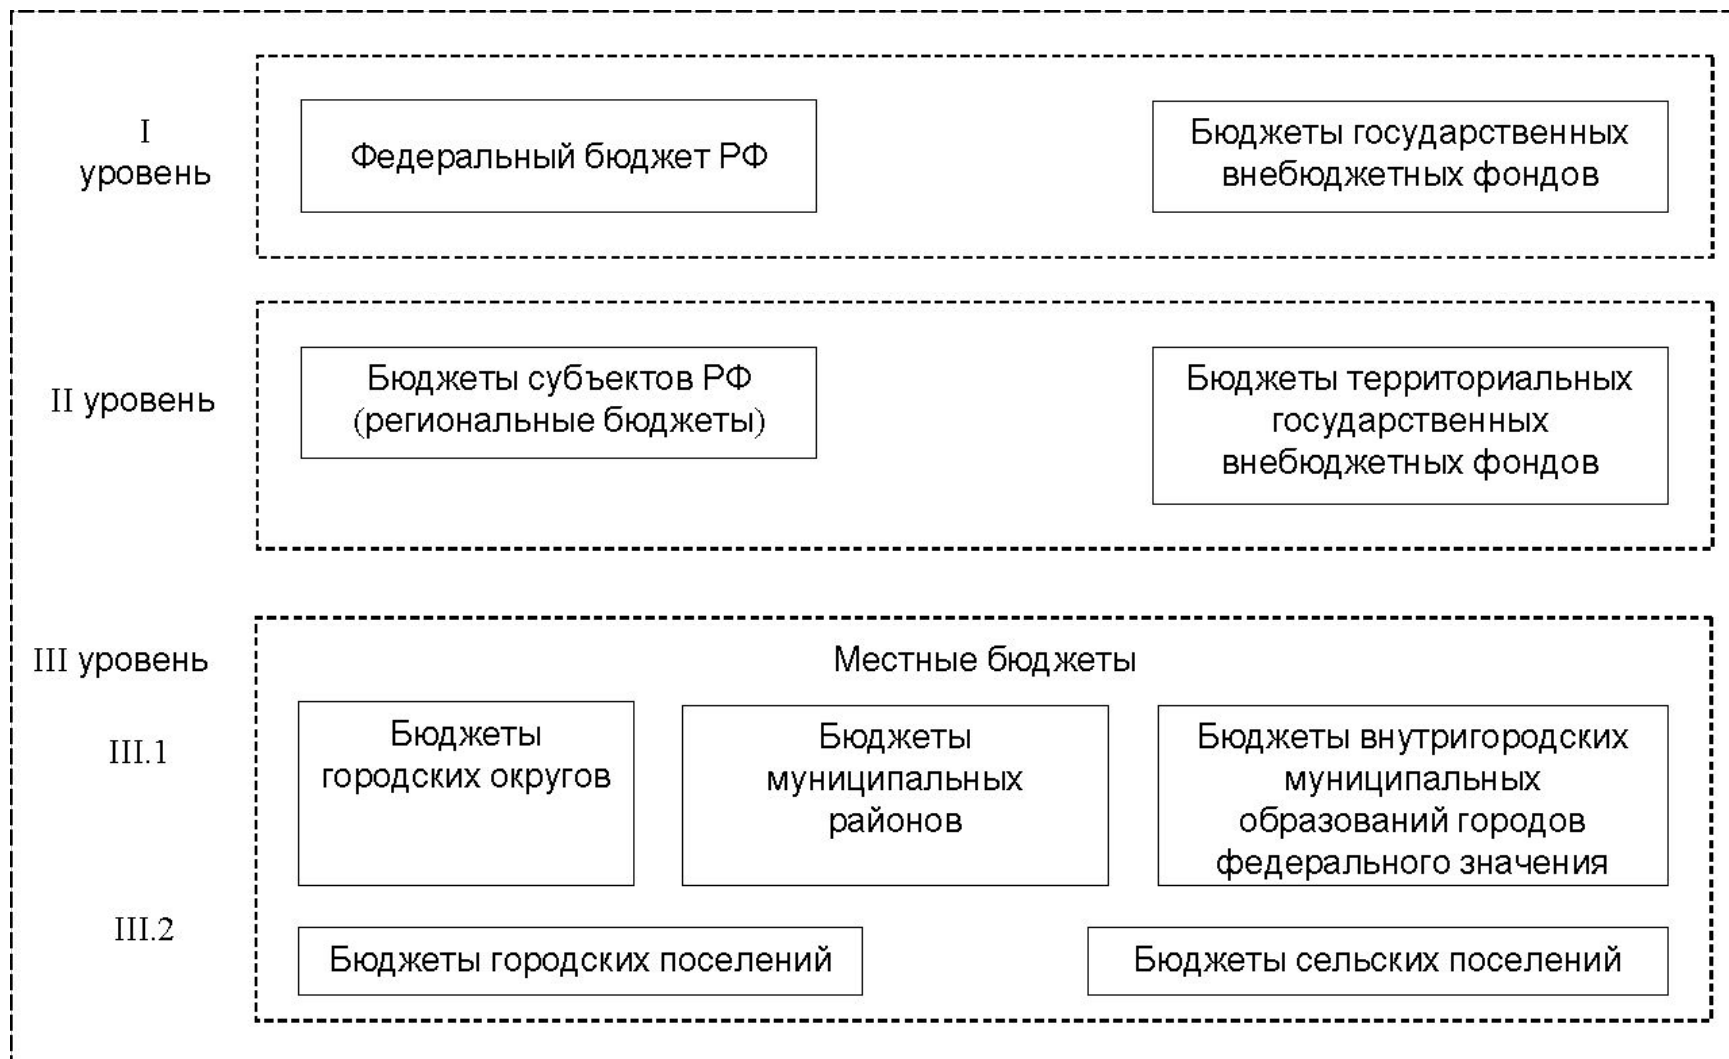 I
уровень
Федеральный бюджет РФ
Бюджеты государственных
внебюджетных фондов
II уровень
Бюджеты субъектов РФ
(региональные бюджеты)
Бюджеты территориальных
государственных
внебюджетных фондов
III уровень
Местные бюджеты
III.1
Бюджеты
городских округов
Бюджеты
муниципальных
районов
Бюджеты внутригородских
муниципальных
образований городов
федерального значения
III.2
Бюджеты городских поселений
Бюджеты сельских поселений